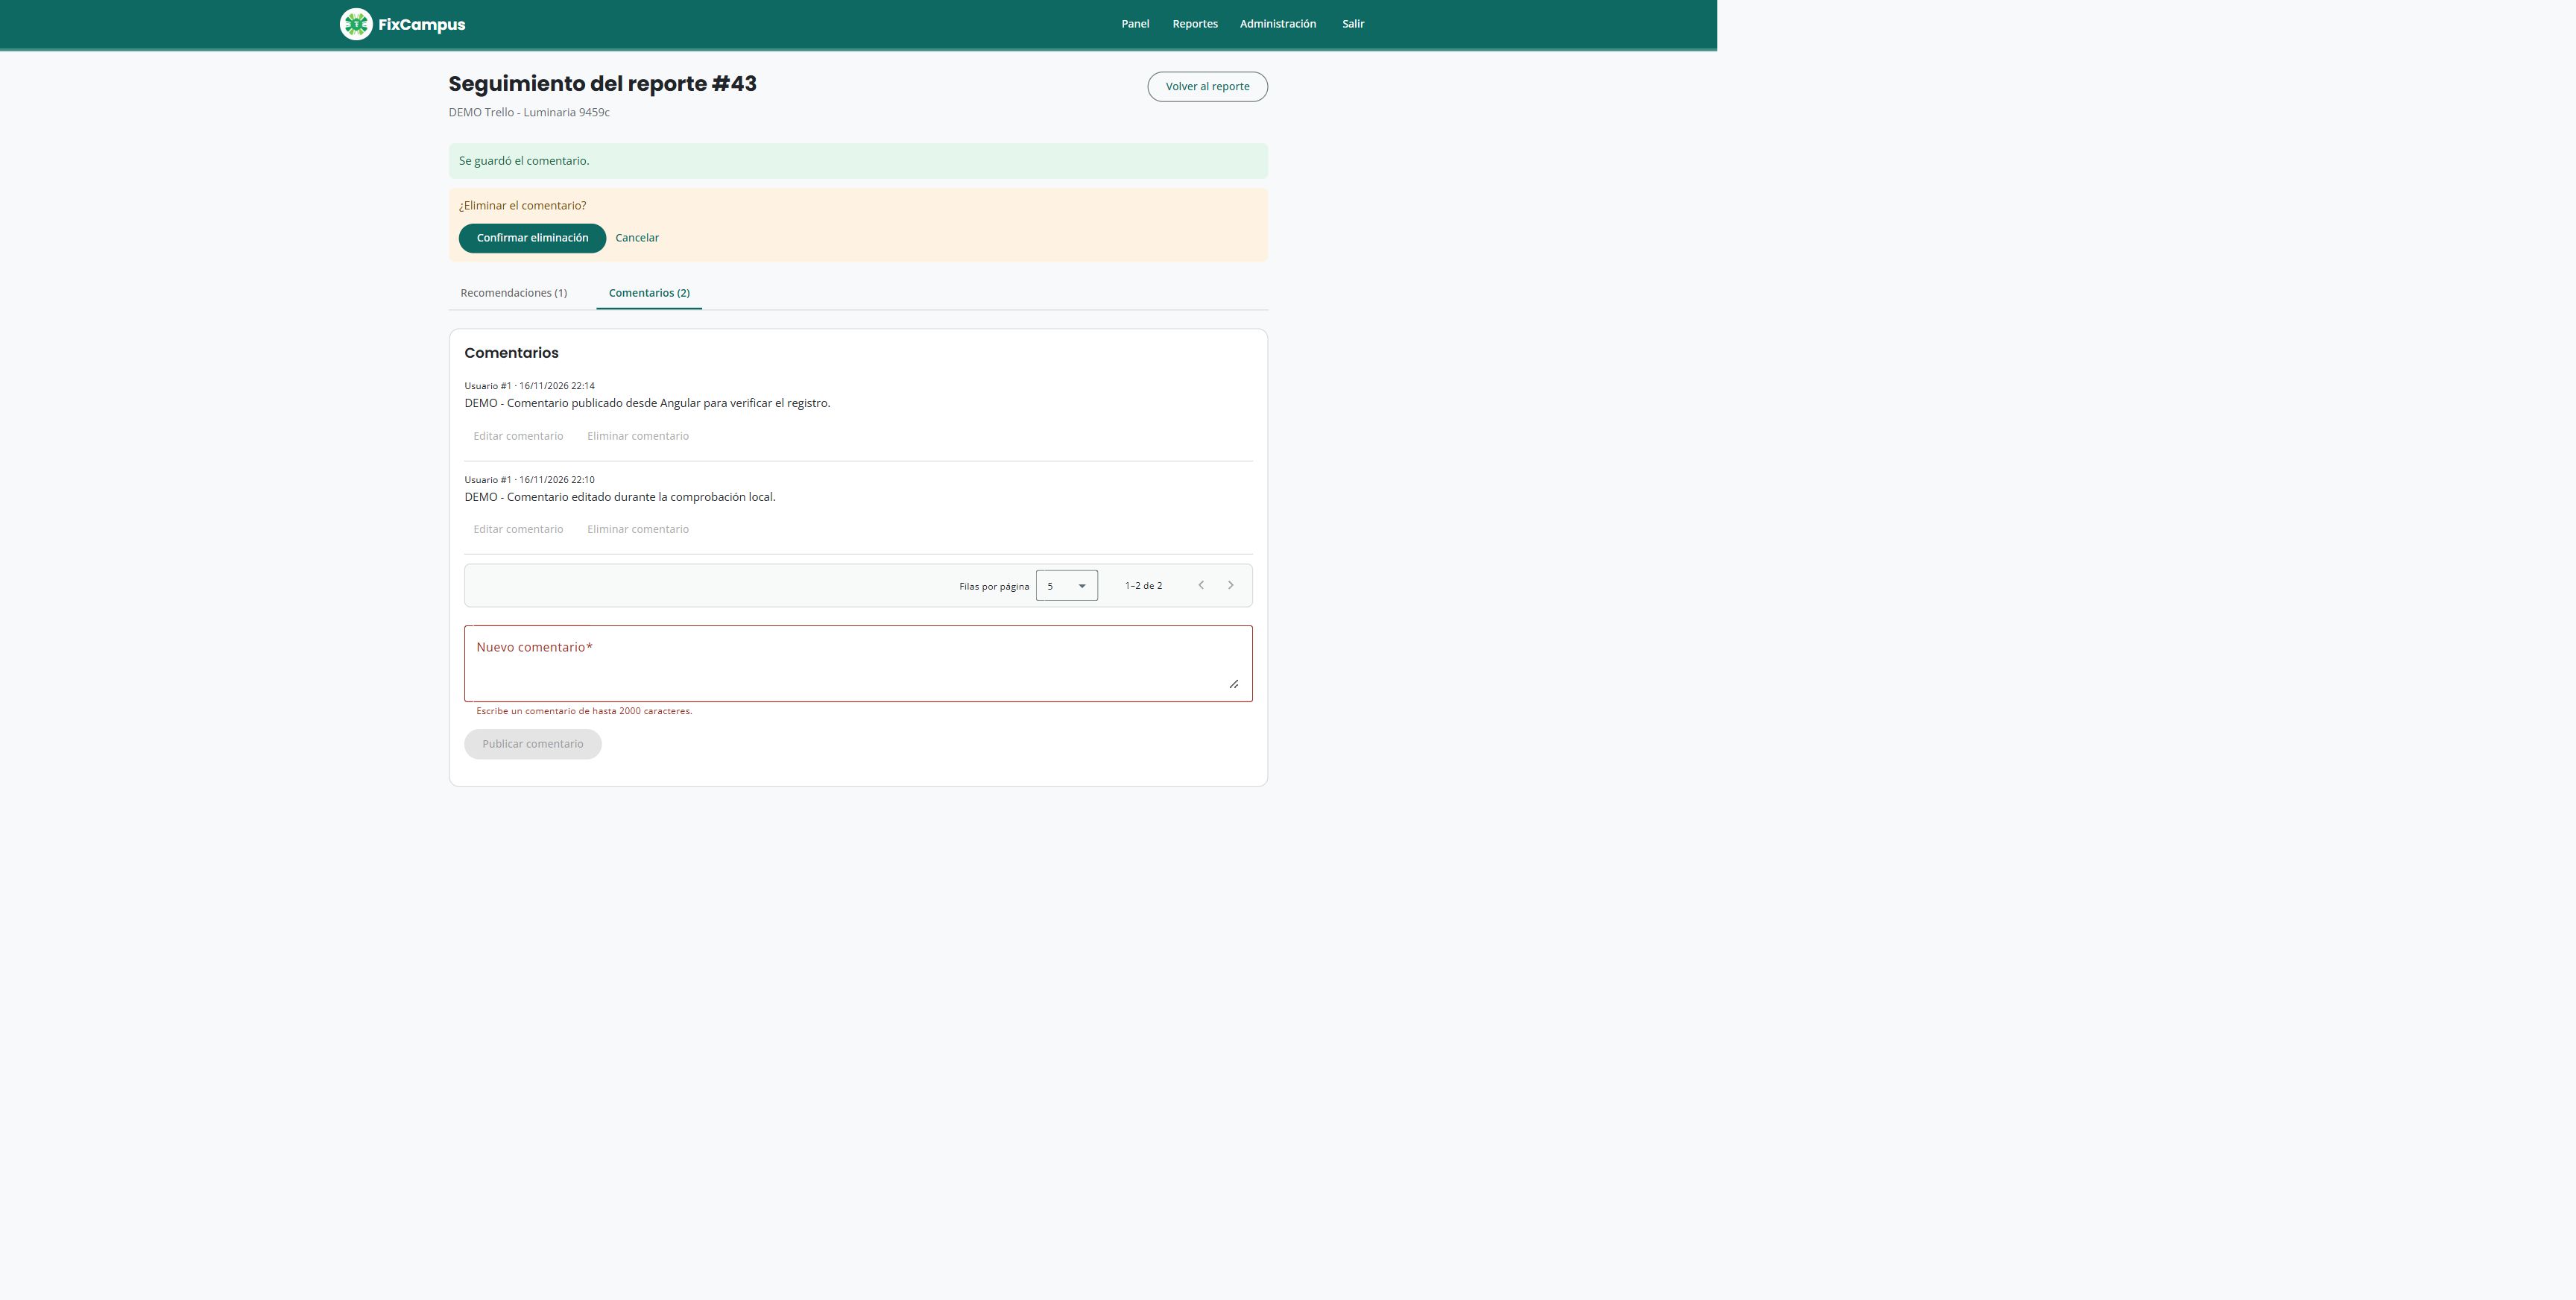 FixCampus
Panel
Reportes
Administración
Salir
Seguimiento del reporte #43
Volver al reporte
DEMO Trello - Luminaria 9459c
Se guardó el comentario.
¿Eliminar el comentario?
Confirmar eliminación
Cancelar
Recomendaciones (1)
Comentarios (2)
Comentarios
Usuario #1 · 16/11/2026 22:14
DEMO - Comentario publicado desde Angular para verificar el registro.
Editar comentario
Eliminar comentario
Usuario #1 · 16/11/2026 22:10
DEMO - Comentario editado durante la comprobación local.
Editar comentario
Eliminar comentario
Filas por página
5
1–2 de 2
Nuevo comentario*
Escribe un comentario de hasta 2000 caracteres.
Publicar comentario